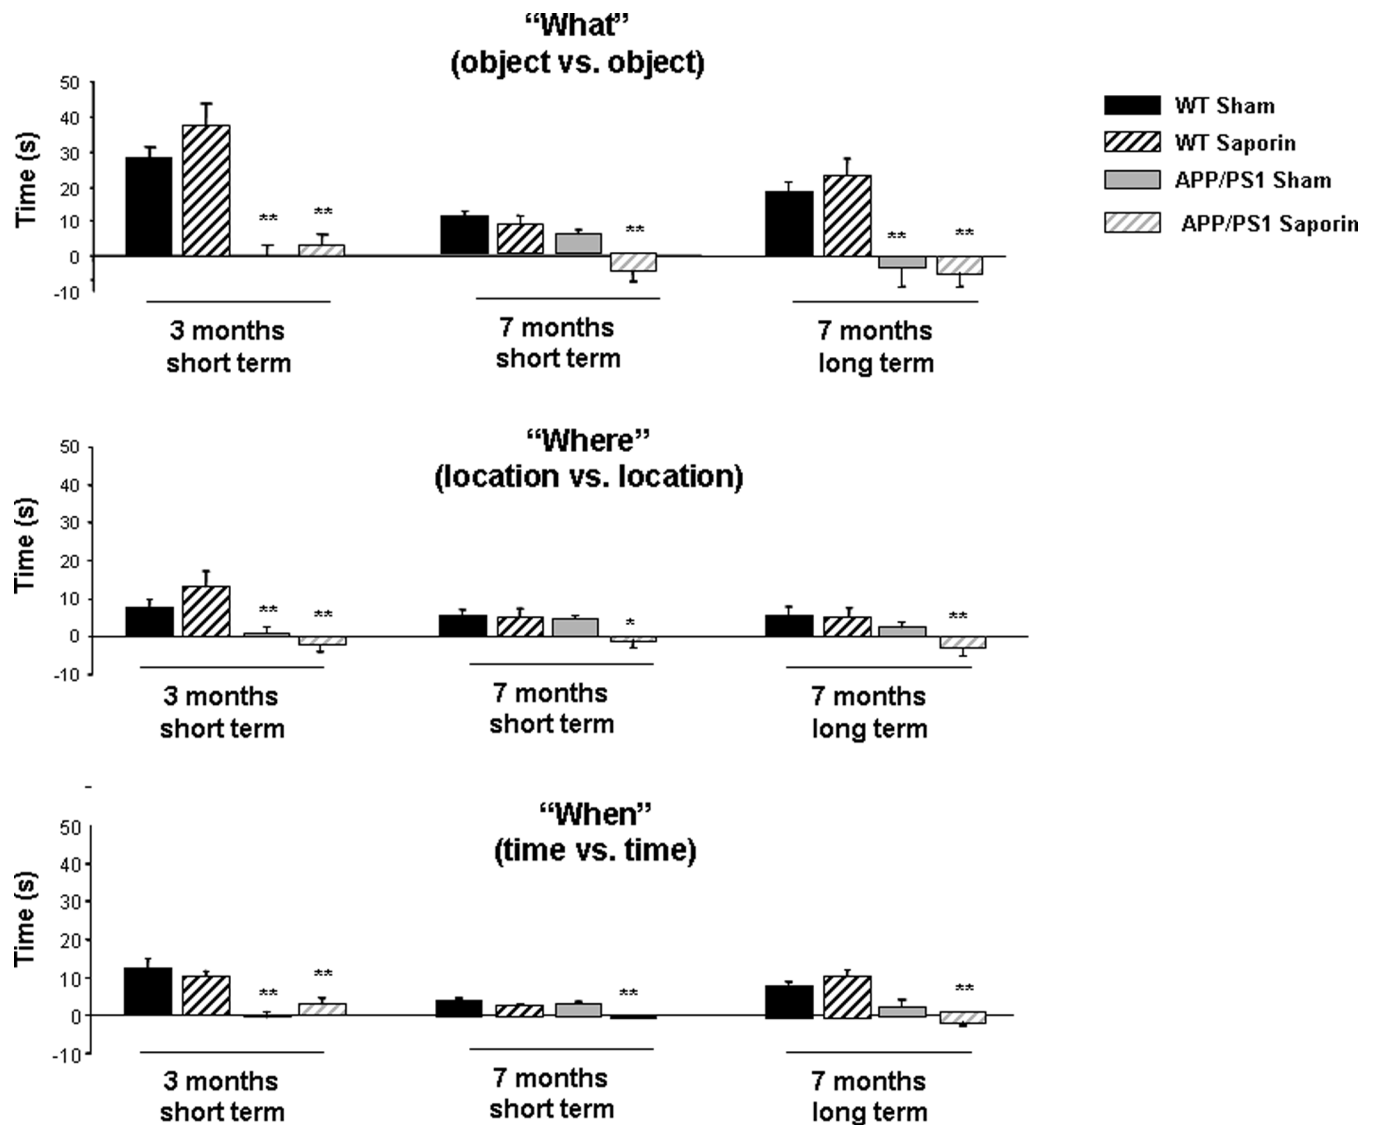 “What”
(object vs. object)
Time (s)
50
40
30
20
10
0
-10
** ** ** ** **
3 months
short term
7 months
short term
7 months
long term
WT Sham
WT Saporin
APP/PS1 Sham
APP/PS1 Saporin
“Where”
(location vs. location)
Time (s)
50
40
30
20
10
0
-10
** ** * **
3 months
short term
7 months
short term
7 months
long term
“When”
(time vs. time)
Time (s)
50
40
30
20
10
0
-10
** ** ** **
3 months
short term
7 months
short term
7 months
long term